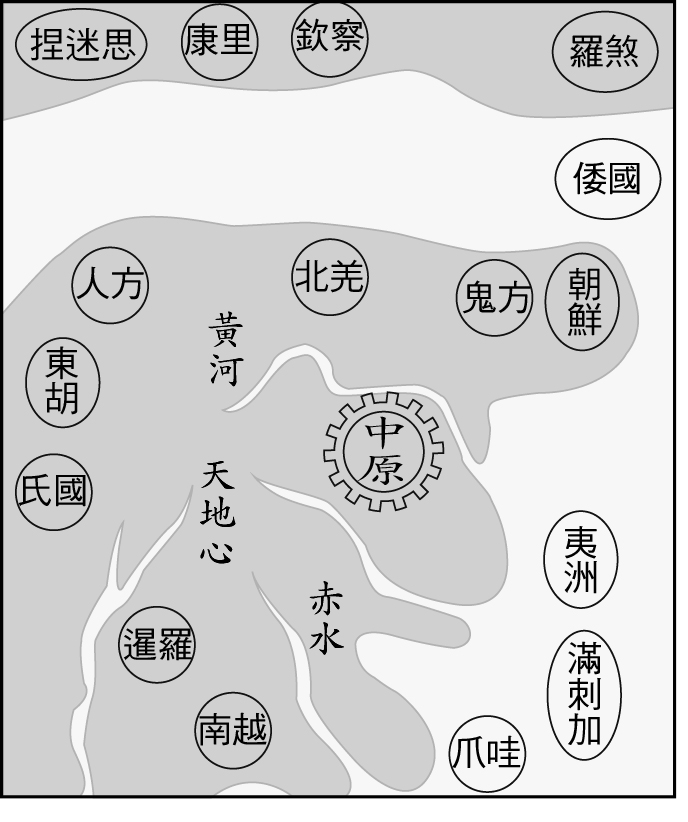 捏迷思
康里
欽察
羅煞
倭國
人方
北羌
鬼方
朝鮮
黃河
東胡
中原
氏國
天地心
夷洲
赤水
暹羅
滿刺加
南越
爪哇